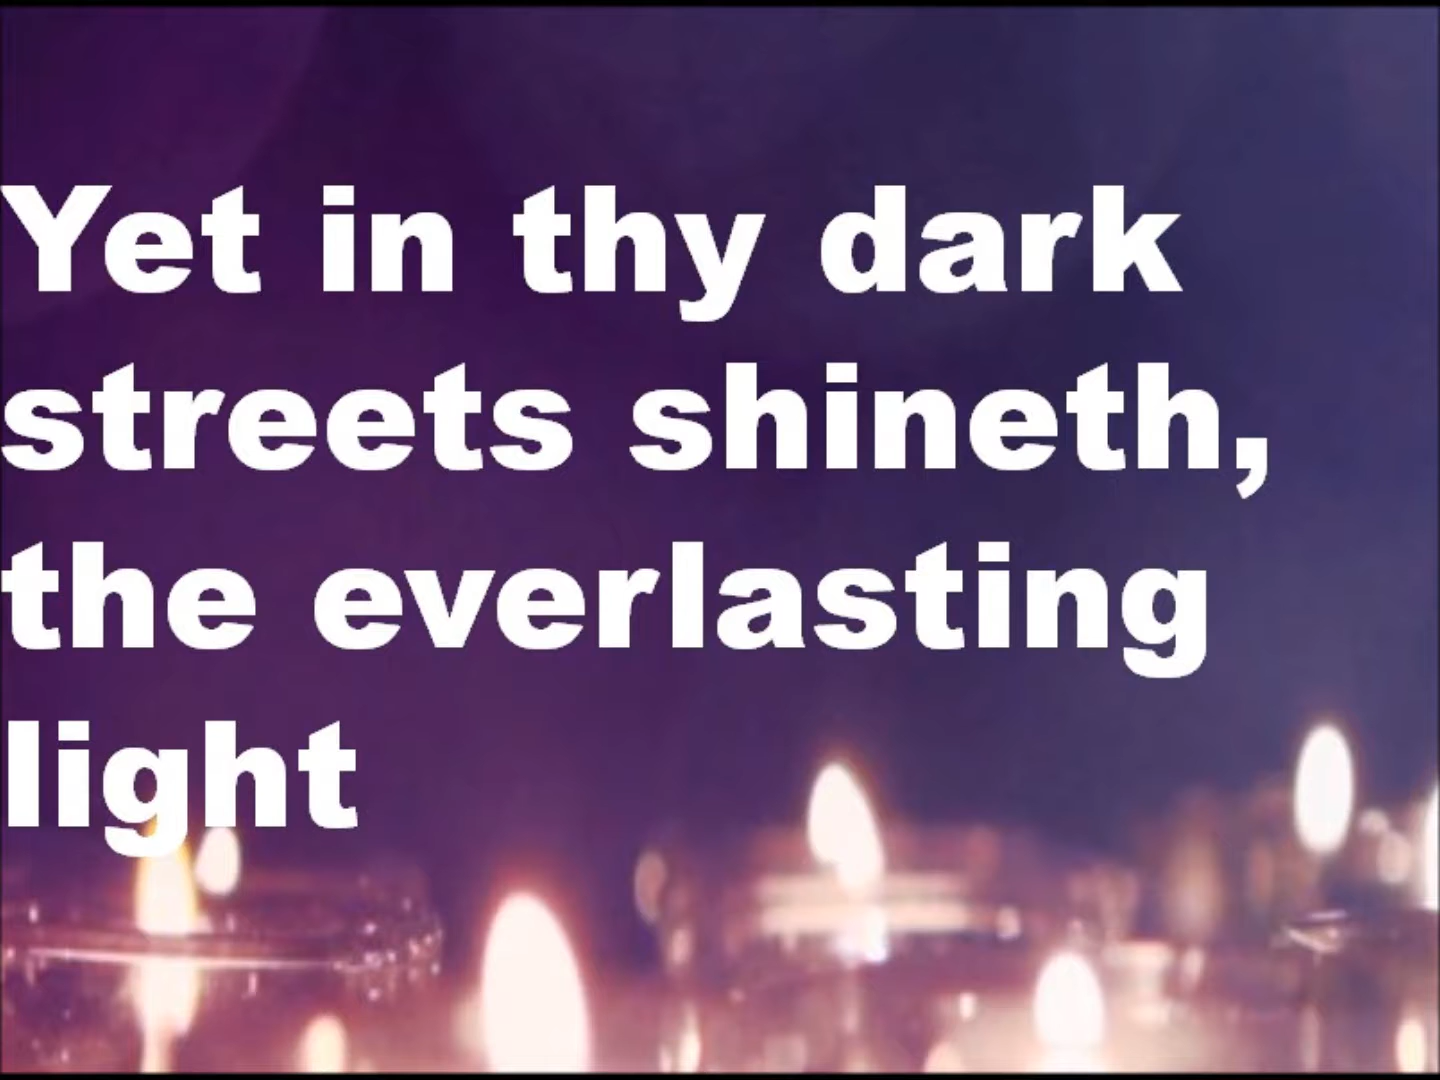 Yet in thy dark
streets shineth,
the everlasting
light